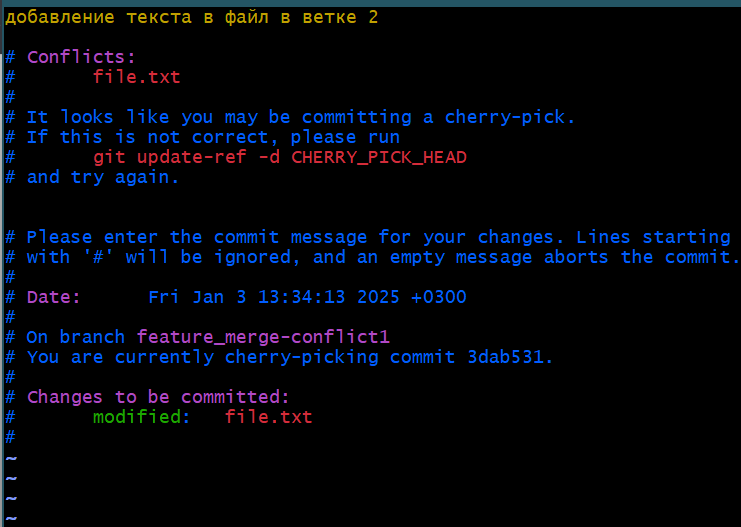 добавление текста в файл в ветке 2
# Conflicts:
#       file.txt
#
# It looks like you may be committing a cherry-pick.
# If this is not correct, please run
#       git update-ref -d CHERRY_PICK_HEAD
# and try again.
# Please enter the commit message for your changes. Lines starting
# with '#' will be ignored, and an empty message aborts the commit.
#
# Date:      Fri Jan 3 13:34:13 2025 +0300
#
# On branch feature_merge-conflict1
# You are currently cherry-picking commit 3dab531.
#
# Changes to be committed:
#       modified:   file.txt
#
~
~
~
~